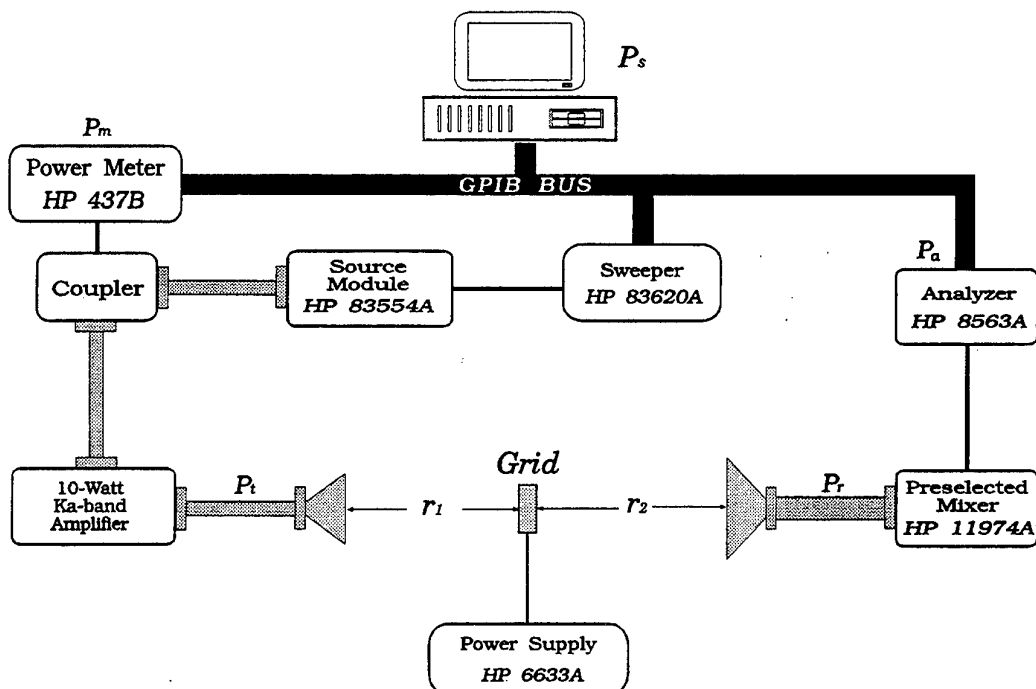 Ps
Pm
Power Meter
HP 437B
GPIB BUS
Coupler
Source
Module
HP 83554A
Sweeper
HP 83620A
Pa
Analyzer
HP 8563A
10-Watt
Ka-band
Amplifier
Pt
r1
Grid
r2
Pr
Preselected
Mixer
HP 11974A
Power Supply
HP 6633A